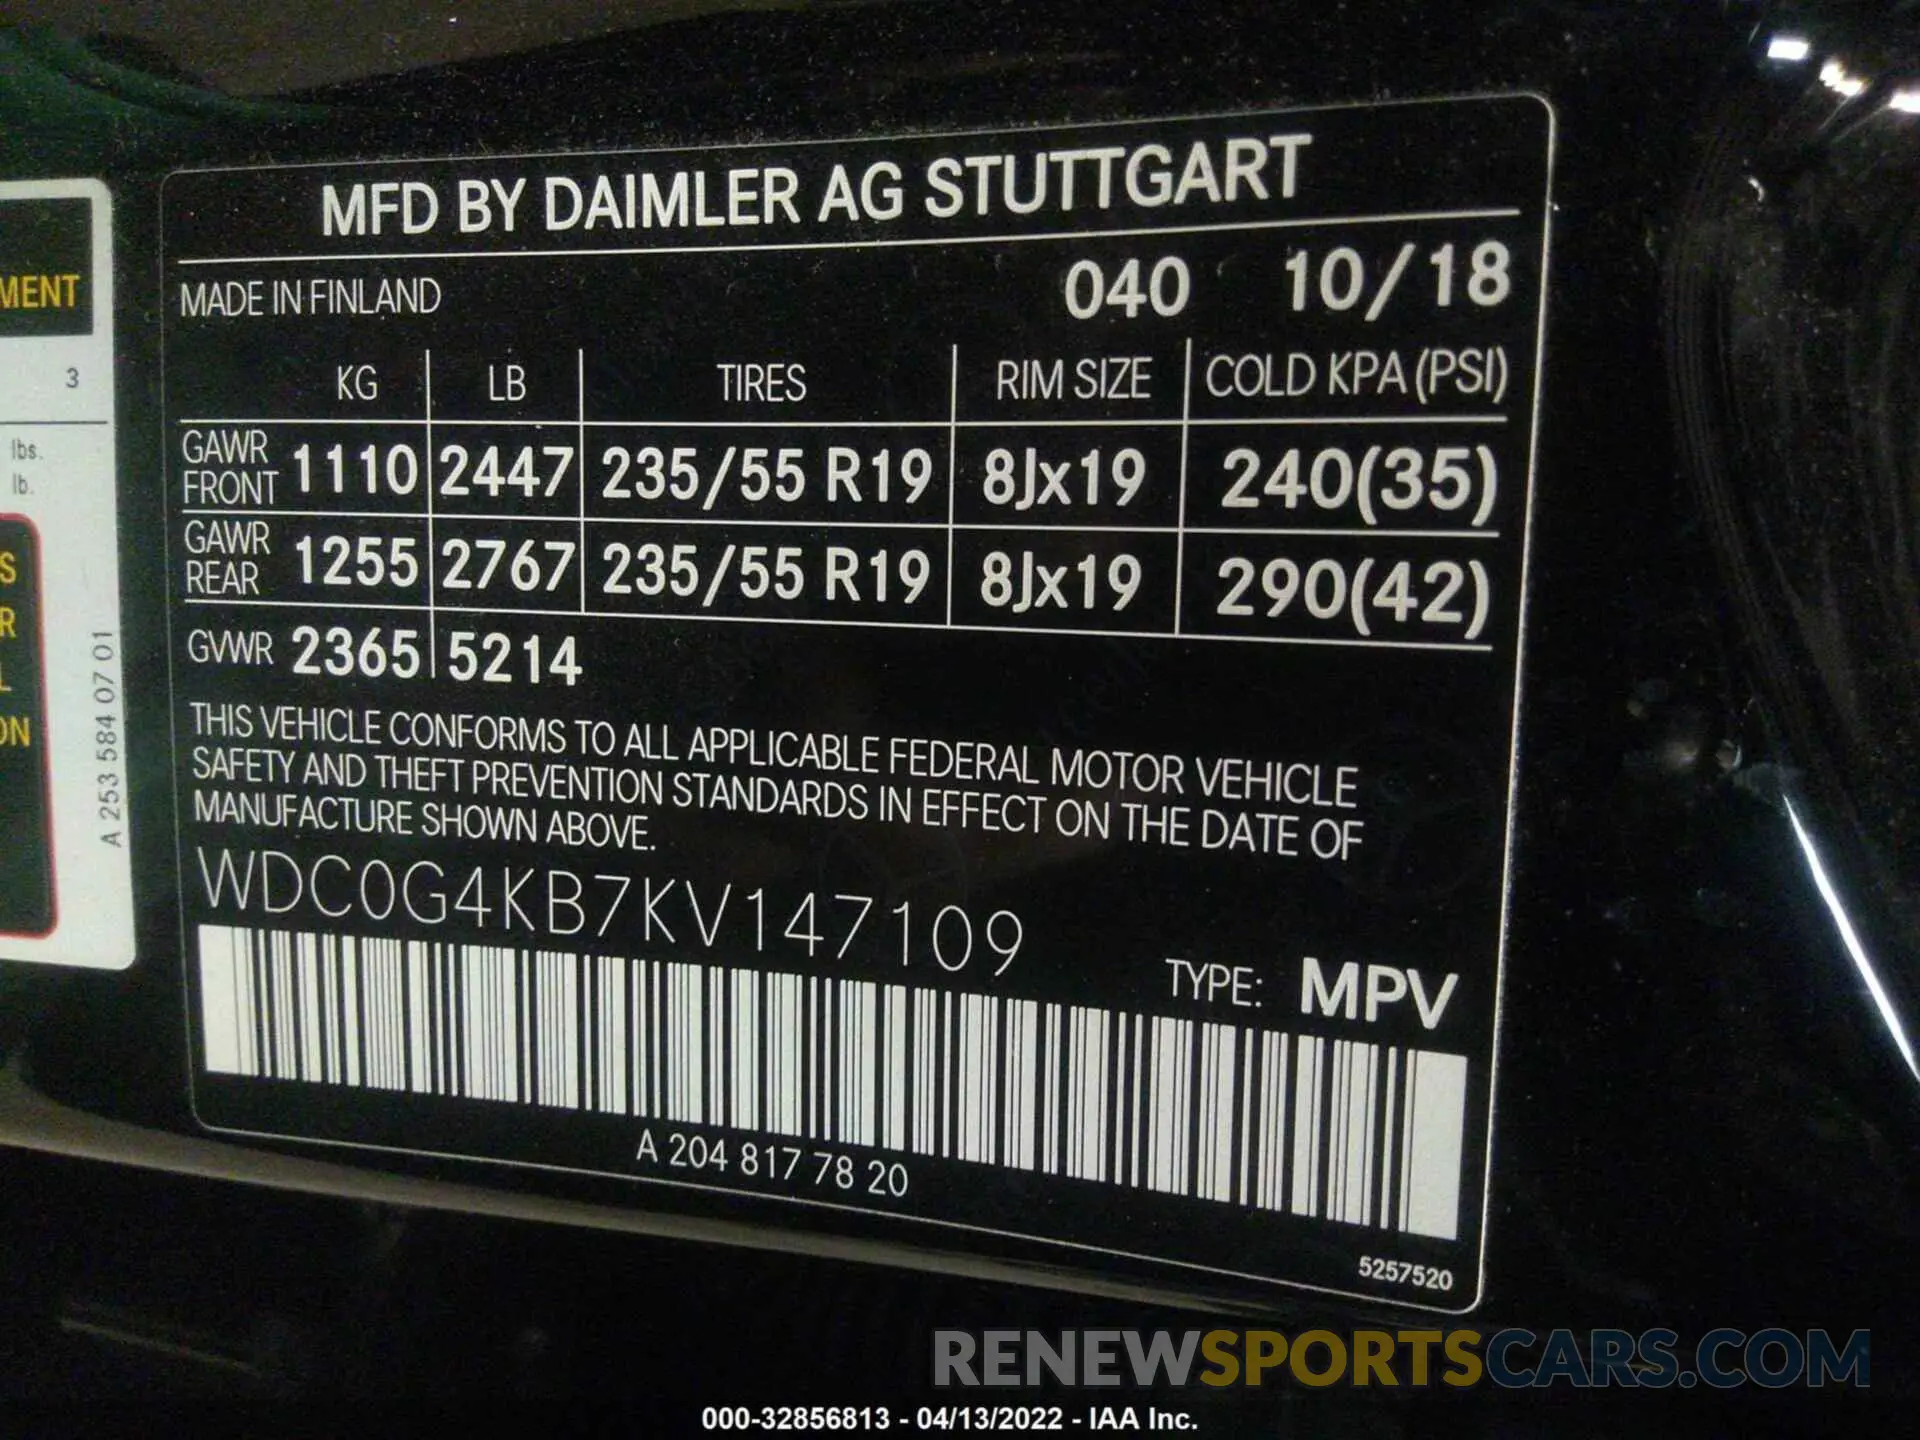 MFD BY DAIMLER AG STUTTGART
MADE IN FINLAND 040 10/18
KG LB TIRES RIM SIZE COLD KPA (PSI)
GAWR FRONT 1110 2447 235/55 R19 8Jx19 240(35)
GAWR REAR 1255 2767 235/55 R19 8Jx19 290(42)
GVWR 2365 5214
THIS VEHICLE CONFORMS TO ALL APPLICABLE FEDERAL MOTOR VEHICLE
SAFETY AND THEFT PREVENTION STANDARDS IN EFFECT ON THE DATE OF
MANUFACTURE SHOWN ABOVE.
WDC0G4KB7KV147109
TYPE: MPV
A 204 817 78 20
5257520
MENT
3
lbs.
lb.
S
R
L
ON
A 253 584 07 01
RENEWSPORTSCARS.COM
000-32856813 - 04/13/2022 - IAA Inc.